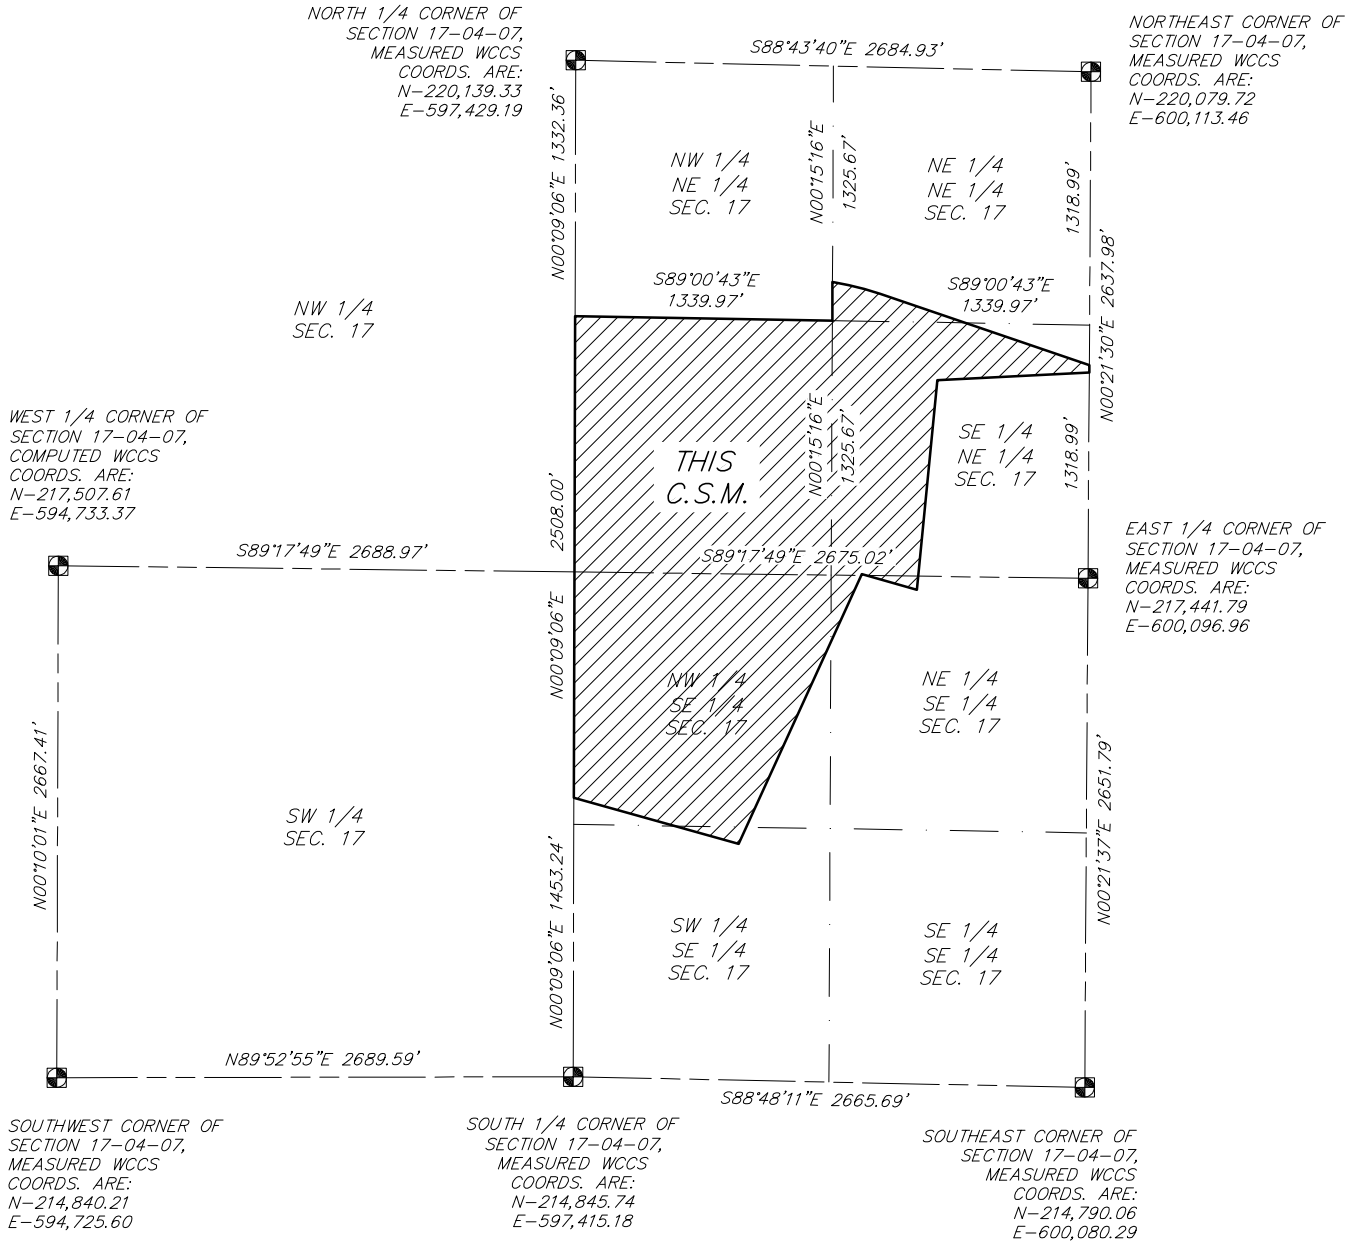 NORTH 1/4 CORNER OF
SECTION 17-04-07,
MEASURED WCCS
COORDS. ARE:
N-220,139.33
E-597,429.19
S88°43'40"E 2684.93'
NORTHEAST CORNER OF
SECTION 17-04-07,
MEASURED WCCS
COORDS. ARE:
N-220,079.72
E-600,113.46
N00°09'06"E 1332.36'
NW 1/4
NE 1/4
SEC. 17
N00°15'16"E
1325.67'
NE 1/4
NE 1/4
SEC. 17
1318.99'
N00°21'30"E 2637.98'
S89°00'43"E
1339.97'
S89°00'43"E
1339.97'
NW 1/4
SEC. 17
WEST 1/4 CORNER OF
SECTION 17-04-07,
COMPUTED WCCS
COORDS. ARE:
N-217,507.61
E-594,733.37
THIS
C.S.M.
N00°15'16"E
1325.67'
SE 1/4
NE 1/4
SEC. 17
1318.99'
N00°09'06"E 2508.00'
S89°17'49"E 2688.97'
S89°17'49"E 2675.02'
EAST 1/4 CORNER OF
SECTION 17-04-07,
MEASURED WCCS
COORDS. ARE:
N-217,441.79
E-600,096.96
NW 1/4
SE 1/4
SEC. 17
NE 1/4
SE 1/4
SEC. 17
N00°10'01"E 2667.41'
SW 1/4
SEC. 17
N00°21'37"E 2651.79'
N00°09'06"E 1453.24'
SW 1/4
SE 1/4
SEC. 17
SE 1/4
SE 1/4
SEC. 17
N89°52'55"E 2689.59'
S88°48'11"E 2665.69'
SOUTHWEST CORNER OF
SECTION 17-04-07,
MEASURED WCCS
COORDS. ARE:
N-214,840.21
E-594,725.60
SOUTH 1/4 CORNER OF
SECTION 17-04-07,
MEASURED WCCS
COORDS. ARE:
N-214,845.74
E-597,415.18
SOUTHEAST CORNER OF
SECTION 17-04-07,
MEASURED WCCS
COORDS. ARE:
N-214,790.06
E-600,080.29